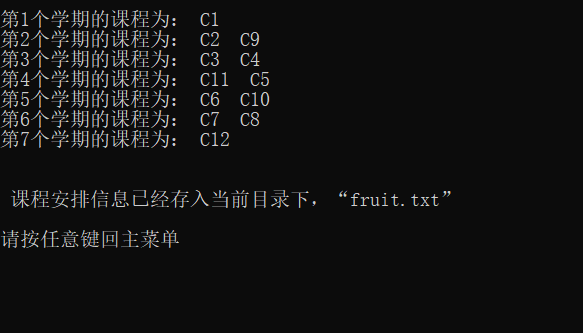 第1个学期的课程为： C1
第2个学期的课程为： C2  C9
第3个学期的课程为： C3  C4
第4个学期的课程为： C11  C5
第5个学期的课程为： C6  C10
第6个学期的课程为： C7  C8
第7个学期的课程为： C12
课程安排信息已经存入当前目录下，“fruit.txt”
请按任意键回主菜单